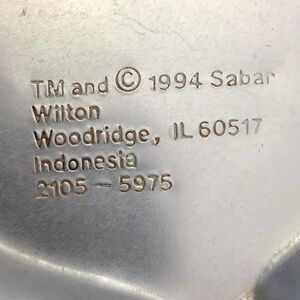 TM and © 1994 Saban
Wilton
Woodridge, IL 60517
Indonesia
2105-5975